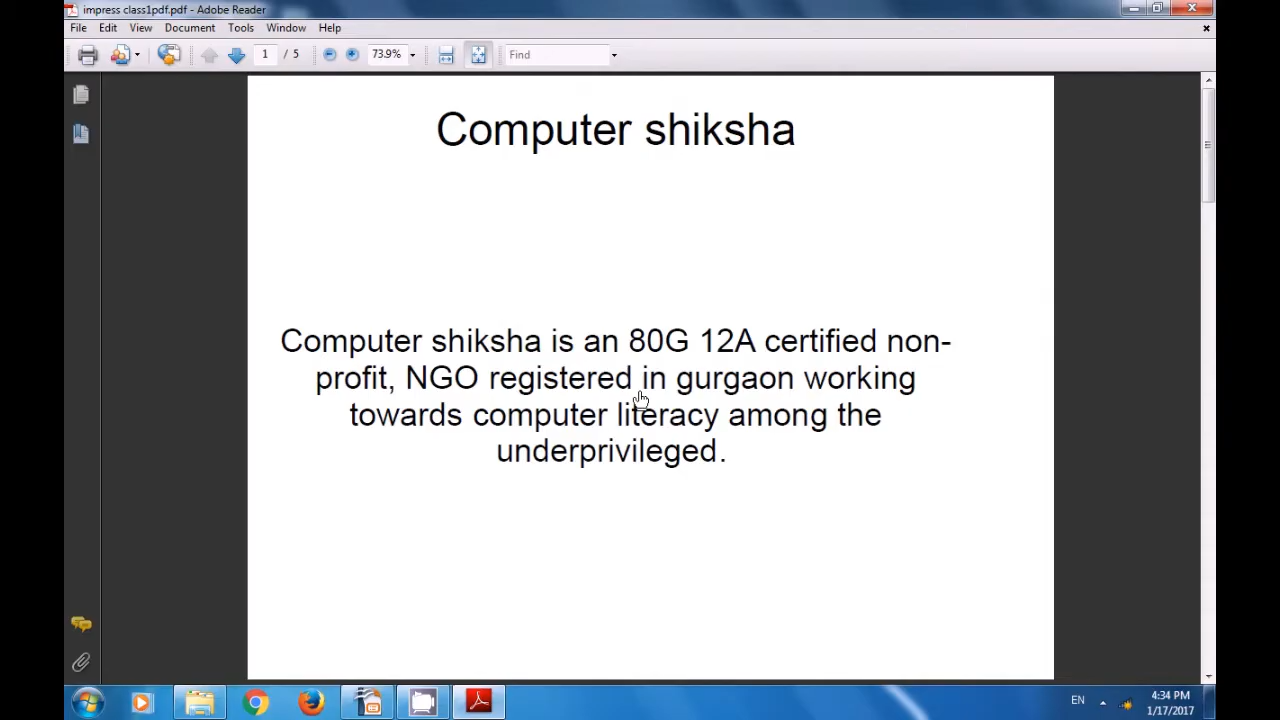 impress class1pdf.pdf - Adobe Reader
File Edit View Document Tools Window Help
1 / 5 73.9% Find
Computer shiksha
Computer shiksha is an 80G 12A certified non-
profit, NGO registered in gurgaon working
towards computer literacy among the
underprivileged.
EN 4:34 PM
1/17/2017